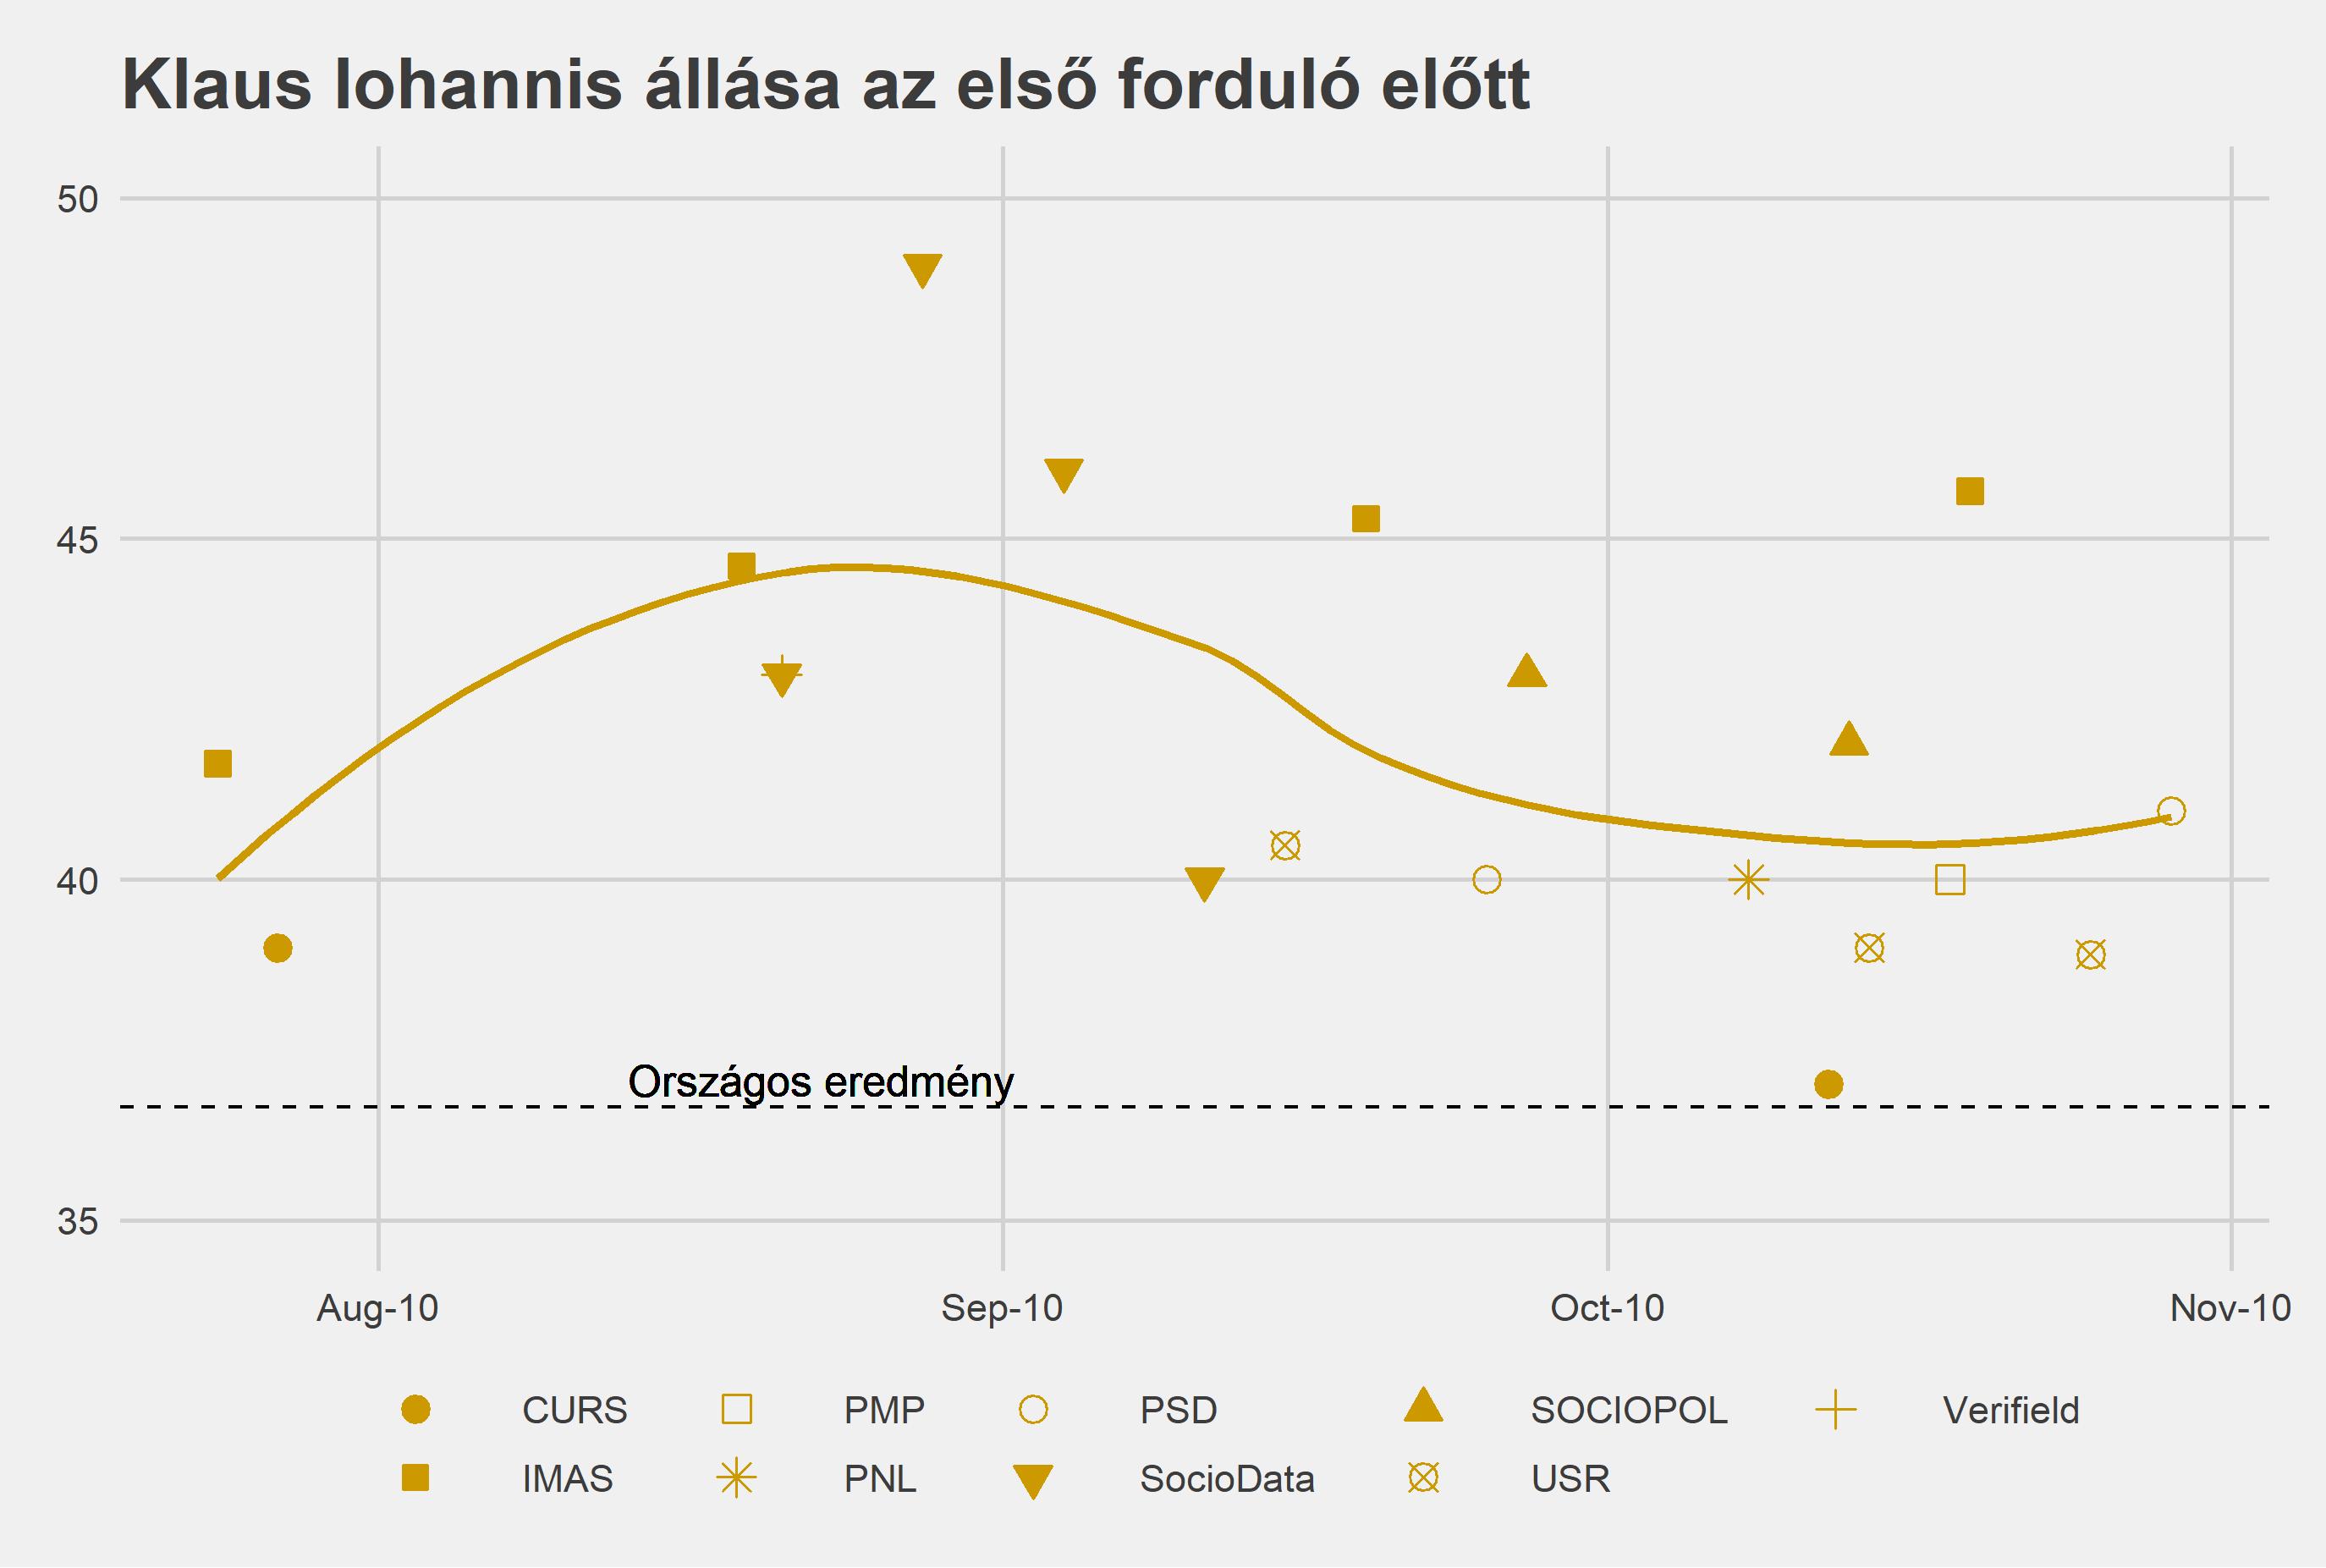 Klaus Iohannis állása az első forduló előtt
50
45
40
35
Országos eredmény
Aug-10 Sep-10 Oct-10 Nov-10
CURS PMP PSD SOCIOPOL Verifield
IMAS PNL SocioData USR